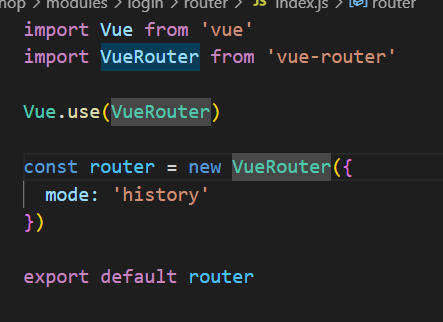 hop > modules > login > router > JS index.js > router
import Vue from 'vue'
import VueRouter from 'vue-router'
Vue.use(VueRouter)
const router = new VueRouter({
  mode: 'history'
})
export default router